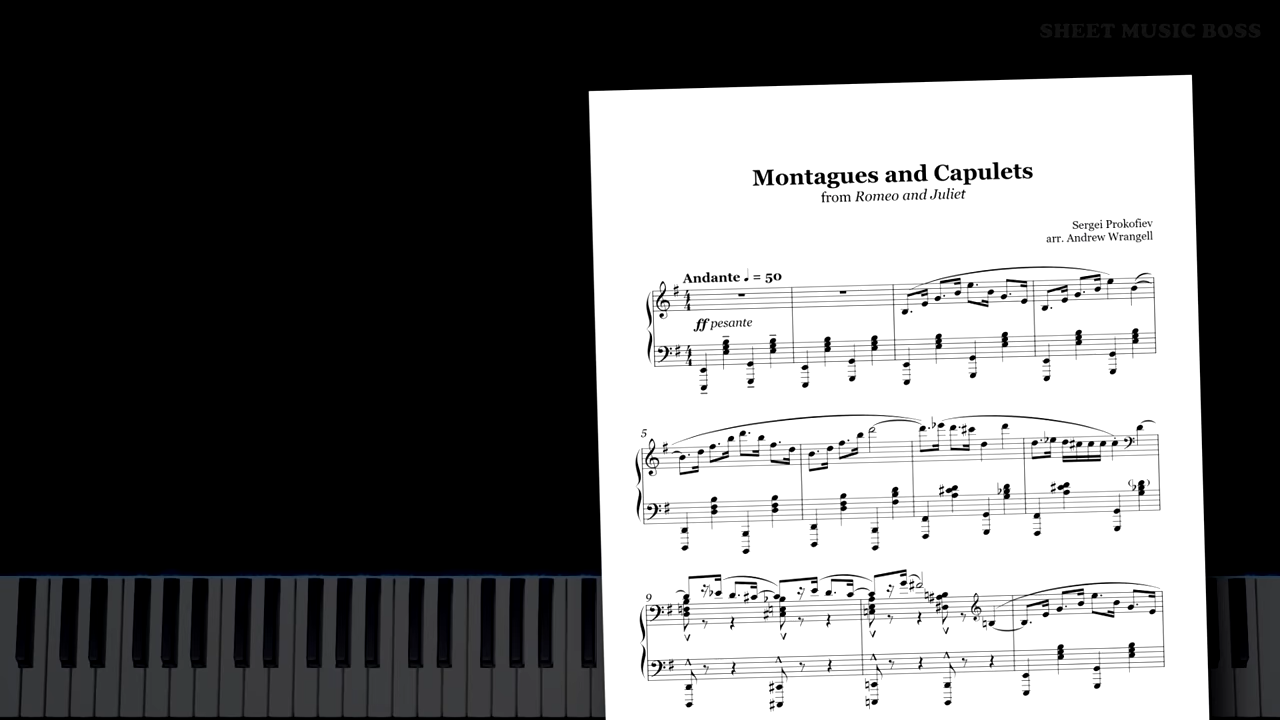 SHEET MUSIC BOSS
Montagues and Capulets
from Romeo and Juliet
Sergei Prokofiev
arr. Andrew Wrangell
Andante ♩ = 50
ff pesante
5
9